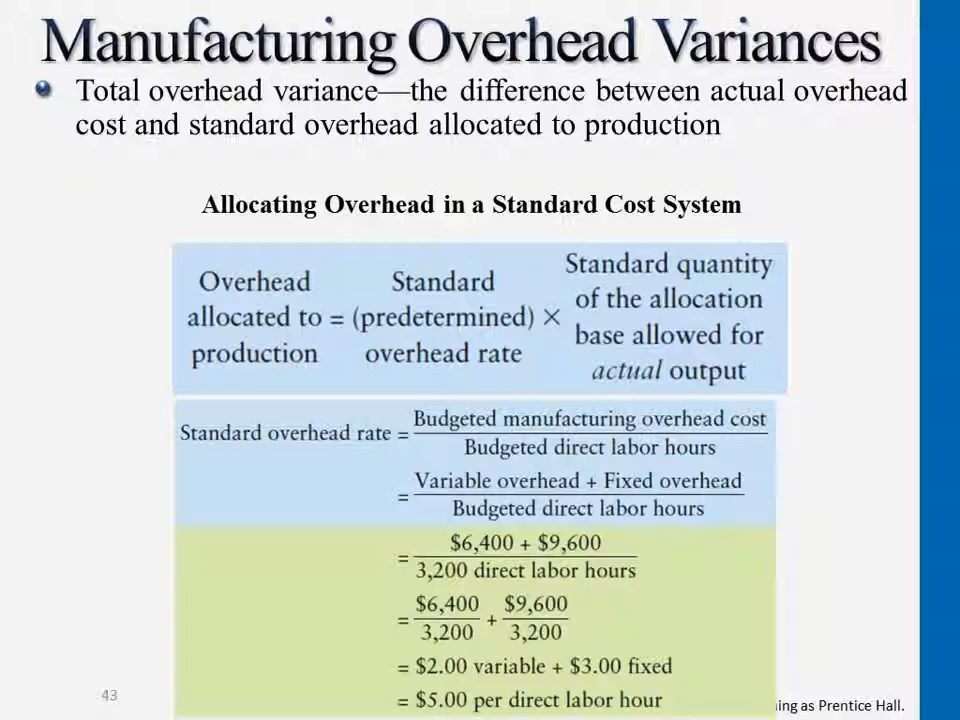 Manufacturing Overhead Variances
Total overhead variance—the difference between actual overhead
cost and standard overhead allocated to production
Allocating Overhead in a Standard Cost System
Overhead allocated to production = Standard (predetermined) overhead rate × Standard quantity of the allocation base allowed for actual output
Standard overhead rate = Budgeted manufacturing overhead cost / Budgeted direct labor hours
= Variable overhead + Fixed overhead / Budgeted direct labor hours
= $6,400 + $9,600 / 3,200 direct labor hours
= $6,400 / 3,200 + $9,600 / 3,200
= $2.00 variable + $3.00 fixed
= $5.00 per direct labor hour
43
as Prentice Hall.